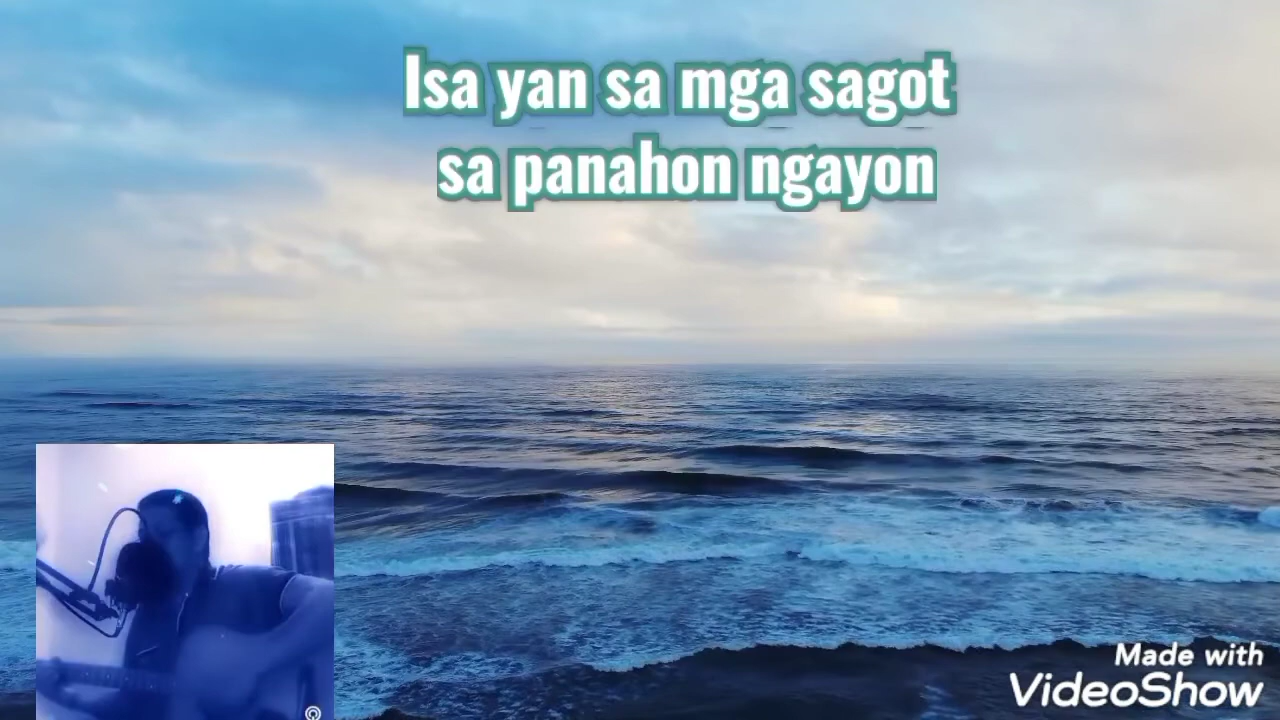 Isa yan sa mga sagot
sa panahon ngayon
Made with
VideoShow